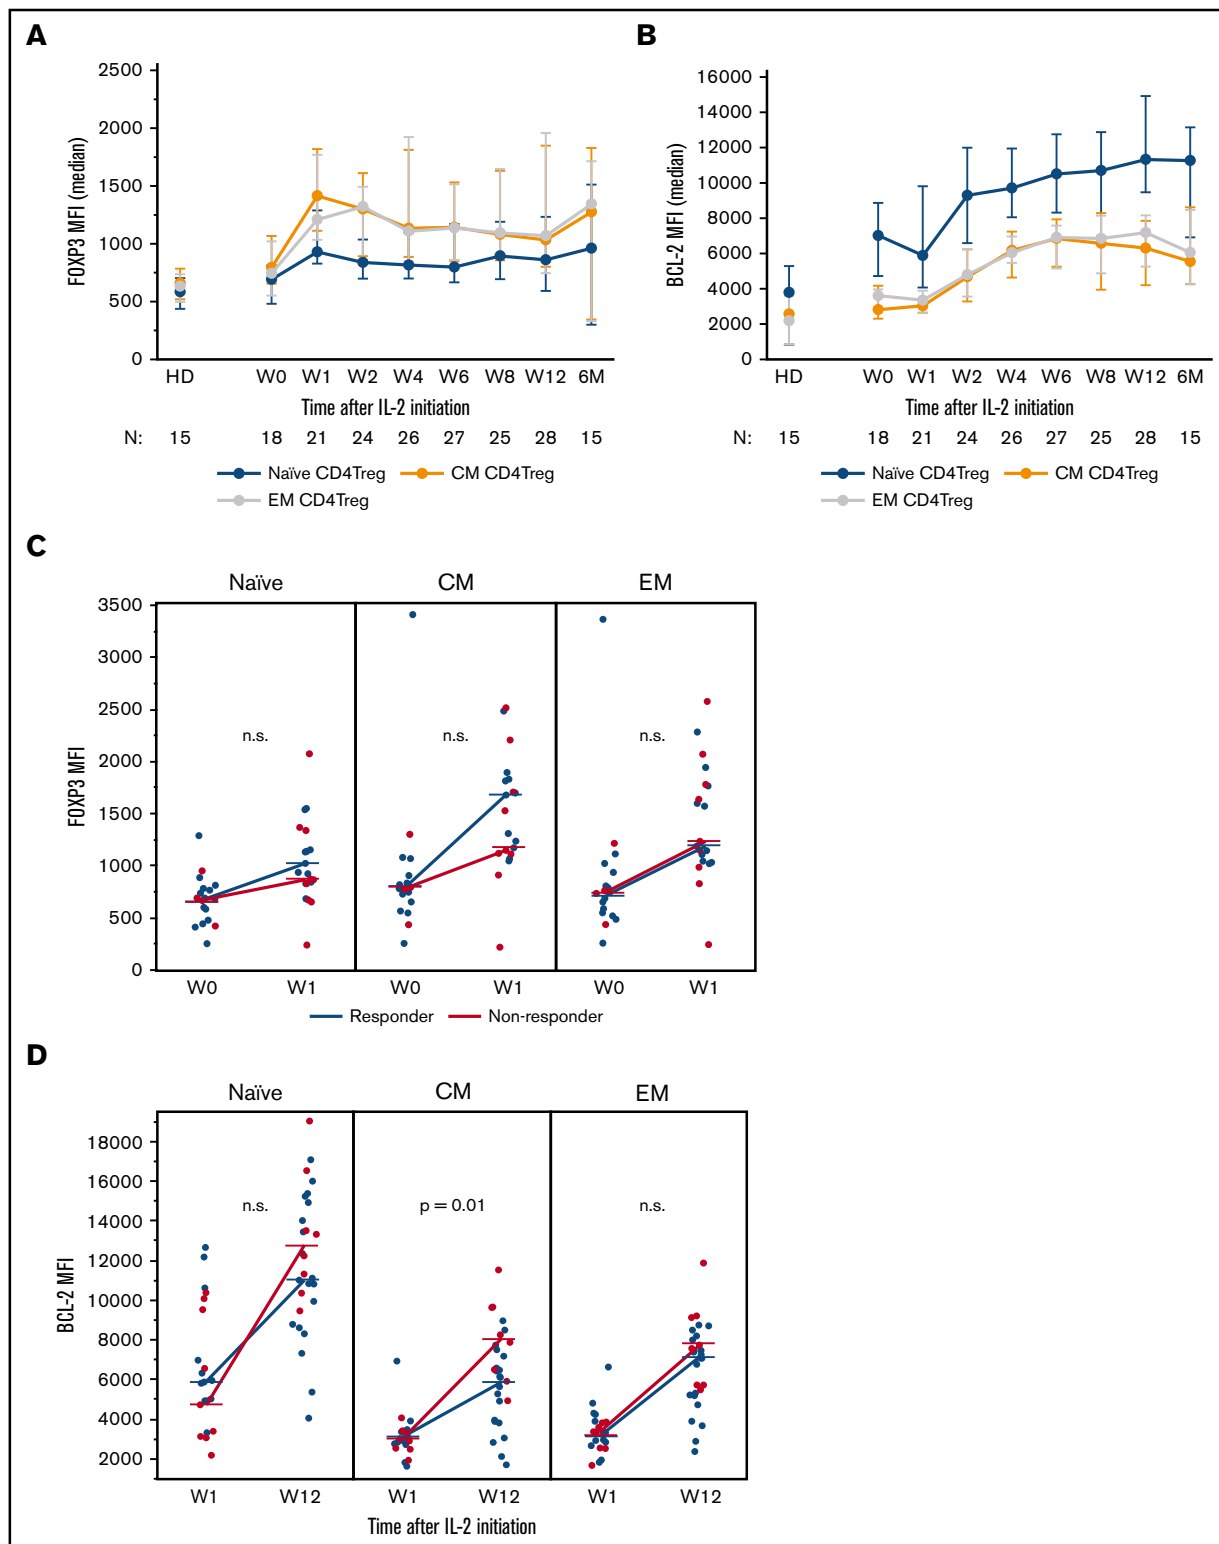 A
2500
2000
1500
1000
500
0
FOXP3 MFI (median)
HD W0 W1 W2 W4 W6 W8 W12 6M
Time after IL-2 initiation
N: 15 18 21 24 26 27 25 28 15
Naïve CD4Treg CM CD4Treg
EM CD4Treg
B
16000
14000
12000
10000
8000
6000
4000
2000
0
BCL-2 MFI (median)
HD W0 W1 W2 W4 W6 W8 W12 6M
Time after IL-2 initiation
15 18 21 24 26 27 25 28 15
Naïve CD4Treg CM CD4Treg
EM CD4Treg
C
Naïve CM EM
3500
3000
2500
2000
1500
1000
500
0
FOXP3 MFI
n.s. n.s. n.s.
W0 W1 W0 W1 W0 W1
Responder Non-responder
D
Naïve CM EM
18000
16000
14000
12000
10000
8000
6000
4000
2000
BCL-2 MFI
n.s. p = 0.01 n.s.
W1 W12 W1 W12 W1 W12
Time after IL-2 initiation